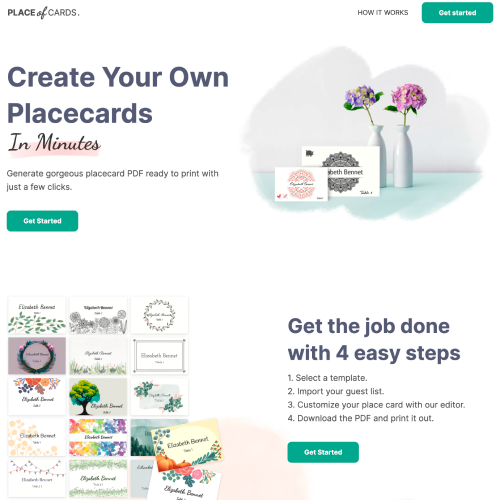 PLACE of CARDS.
HOW IT WORKS
Get started
Create Your Own
Placecards
In Minutes
Generate gorgeous placecard PDF ready to print with
just a few clicks.
Get Started
Elizabeth Bennet
Table 1
Elizabeth Bennet
Elizabeth Bennet
Elizabeth Bennet
Elizabeth Bennet
Elizabeth Bennet
Elizabeth Bennet
Elizabeth Bennet
Elizabeth Bennet
Elizabeth Bennet
Elizabeth Bennet
Elizabeth Bennet
Elizabeth Bennet
Elizabeth Bennet
Get the job done
with 4 easy steps
1. Select a template.
2. Import your guest list.
3. Customize your place card with our editor.
4. Download the PDF and print it out.
Get Started